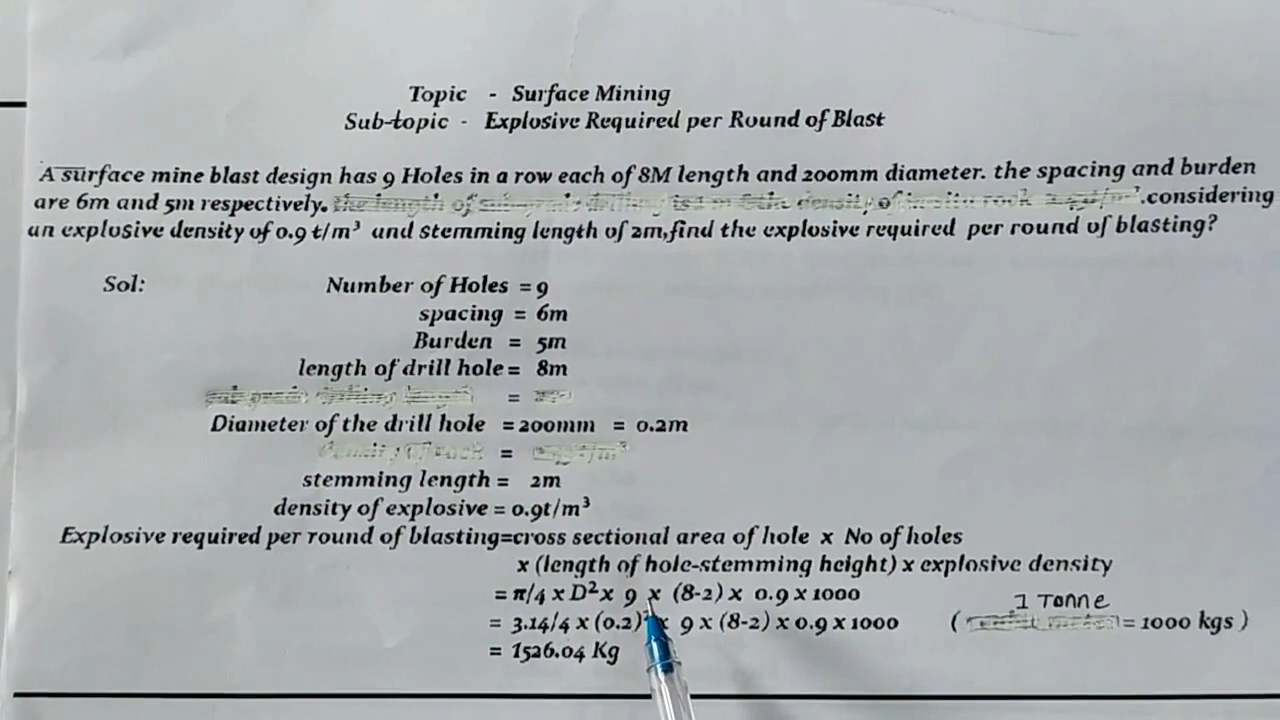 Topic - Surface Mining
Sub-topic - Explosive Required per Round of Blast
A surface mine blast design has 9 Holes in a row each of 8M length and 200mm diameter. the spacing and burden
are 6m and 5m respectively. .considering
an explosive density of 0.9 t/m³ and stemming length of 2m,find the explosive required per round of blasting?
Sol: Number of Holes = 9
spacing = 6m
Burden = 5m
length of drill hole = 8m
=
Diameter of the drill hole = 200mm = 0.2m
=
stemming length = 2m
density of explosive = 0.9t/m³
Explosive required per round of blasting=cross sectional area of hole x No of holes
x (length of hole-stemming height) x explosive density
= π/4 x D² x 9 x (8-2) x 0.9 x 1000
1 Tonne
= 3.14/4 x (0.2)² x 9 x (8-2) x 0.9 x 1000 ( = 1000 kgs )
= 1526.04 Kg